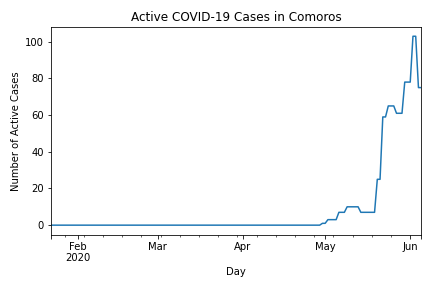 Active COVID-19 Cases in Comoros
Number of Active Cases
100
80
60
40
20
0
Feb Mar Apr May Jun
2020
Day